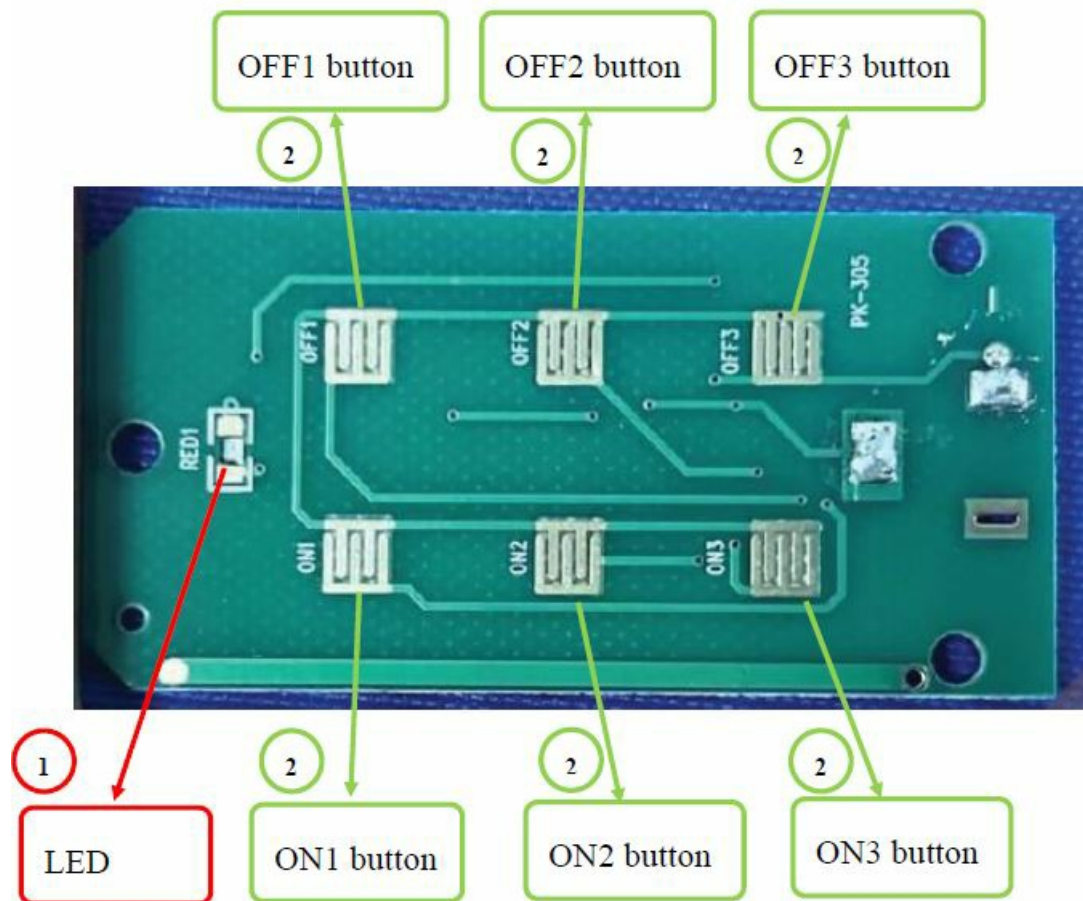 OFF1 button
OFF2 button
OFF3 button
2
2
2
PK-305
OFF1
OFF2
OFF3
RED1
ON1
ON2
ON3
1
2
2
2
LED
ON1 button
ON2 button
ON3 button